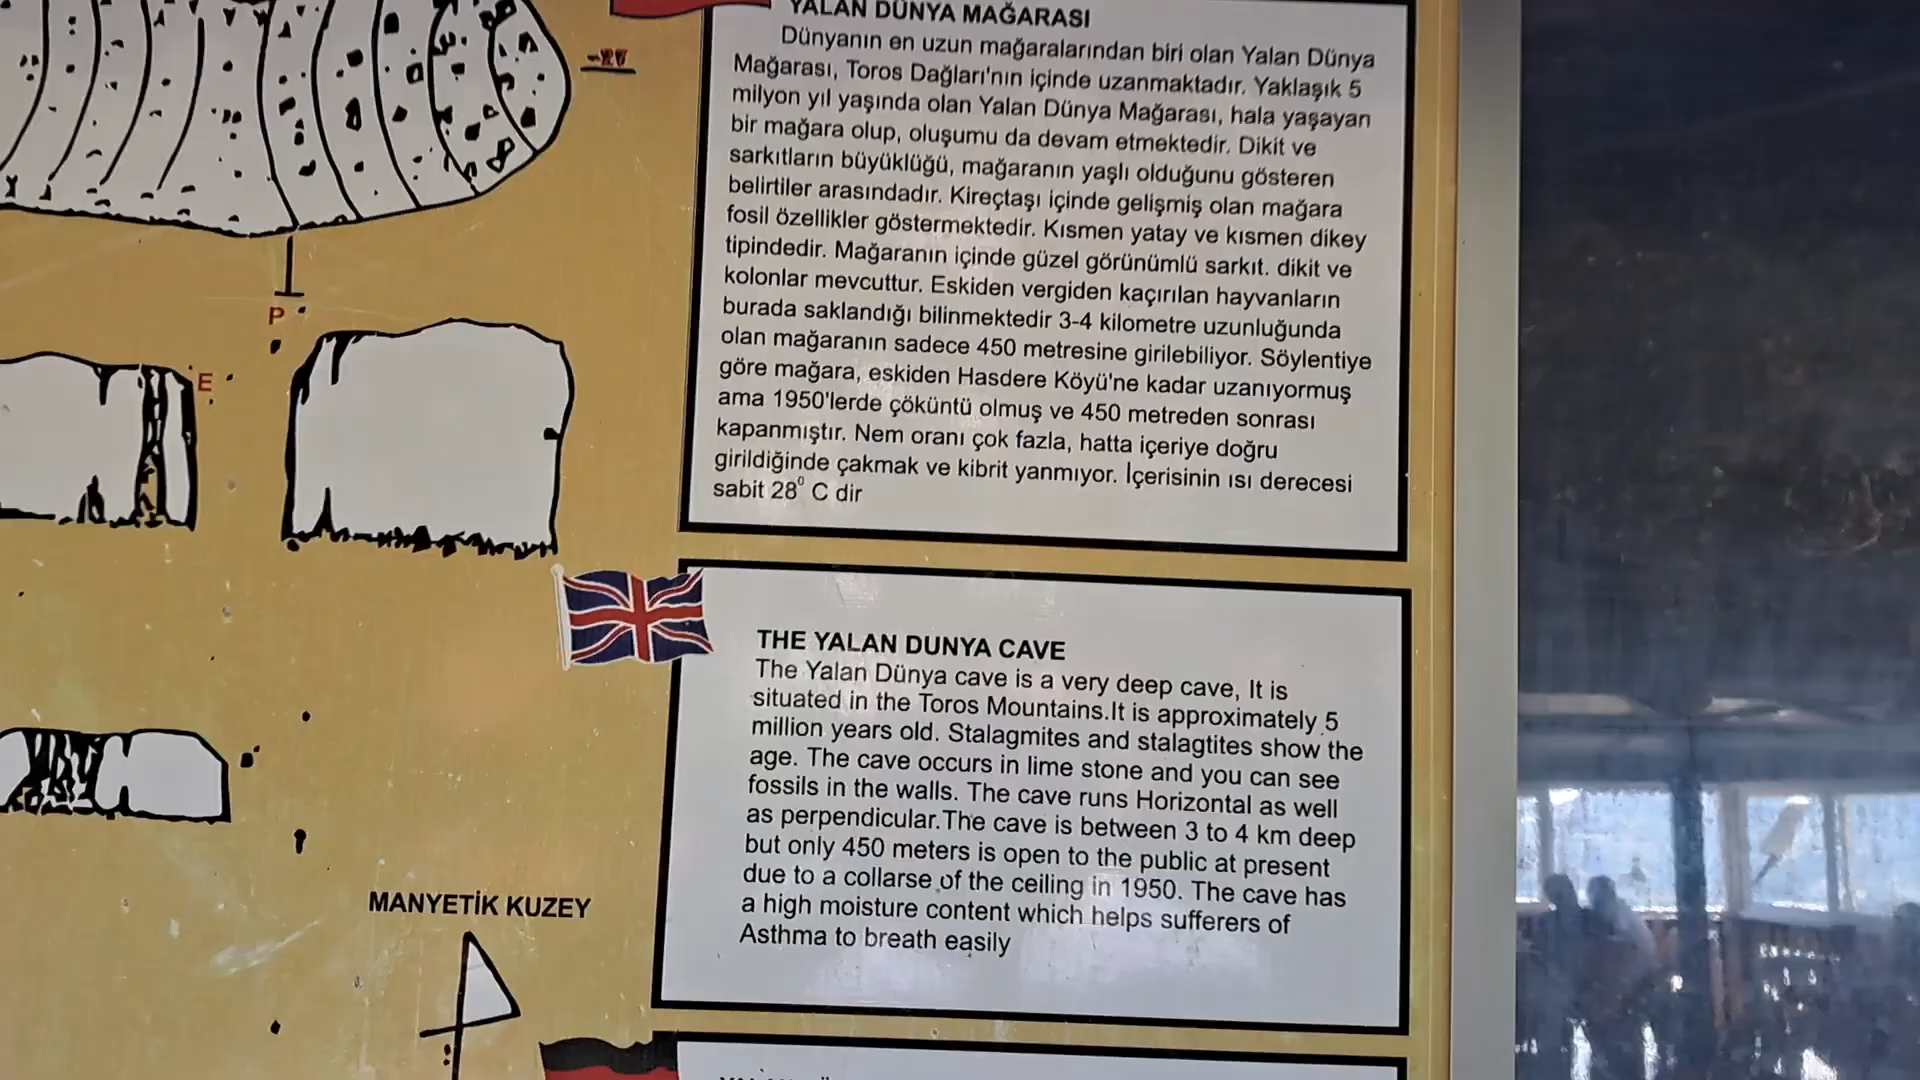 YALAN DÜNYA MAĞARASI
Dünyanın en uzun mağaralarından biri olan Yalan Dünya
Mağarası, Toros Dağları'nın içinde uzanmaktadır. Yaklaşık 5
milyon yıl yaşında olan Yalan Dünya Mağarası, hala yaşayan
bir mağara olup, oluşumu da devam etmektedir. Dikit ve
sarkıtların büyüklüğü, mağaranın yaşlı olduğunu gösteren
belirtiler arasındadır. Kireçtaşı içinde gelişmiş olan mağara
fosil özellikler göstermektedir. Kısmen yatay ve kısmen dikey
tipindedir. Mağaranın içinde güzel görünümlü sarkıt. dikit ve
kolonlar mevcuttur. Eskiden vergiden kaçırılan hayvanların
burada saklandığı bilinmektedir 3-4 kilometre uzunluğunda
olan mağaranın sadece 450 metresine girilebiliyor. Söylentiye
göre mağara, eskiden Hasdere Köyü'ne kadar uzanıyormuş
ama 1950'lerde çöküntü olmuş ve 450 metreden sonrası
kapanmıştır. Nem oranı çok fazla, hatta içeriye doğru
girildiğinde çakmak ve kibrit yanmıyor. İçerisinin ısı derecesi
sabit 28⁰ C dir
P
E
THE YALAN DUNYA CAVE
The Yalan Dünya cave is a very deep cave, It is
situated in the Toros Mountains.It is approximately 5
million years old. Stalagmites and stalagtites show the
age. The cave occurs in lime stone and you can see
fossils in the walls. The cave runs Horizontal as well
as perpendicular.The cave is between 3 to 4 km deep
but only 450 meters is open to the public at present
due to a collarse of the ceiling in 1950. The cave has
a high moisture content which helps sufferers of
Asthma to breath easily
MANYETİK KUZEY